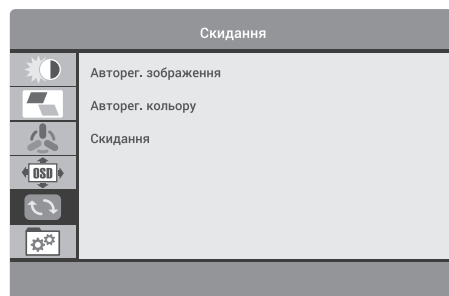 Скидання
Авторег. зображення
Авторег. кольору
OSD
Скидання